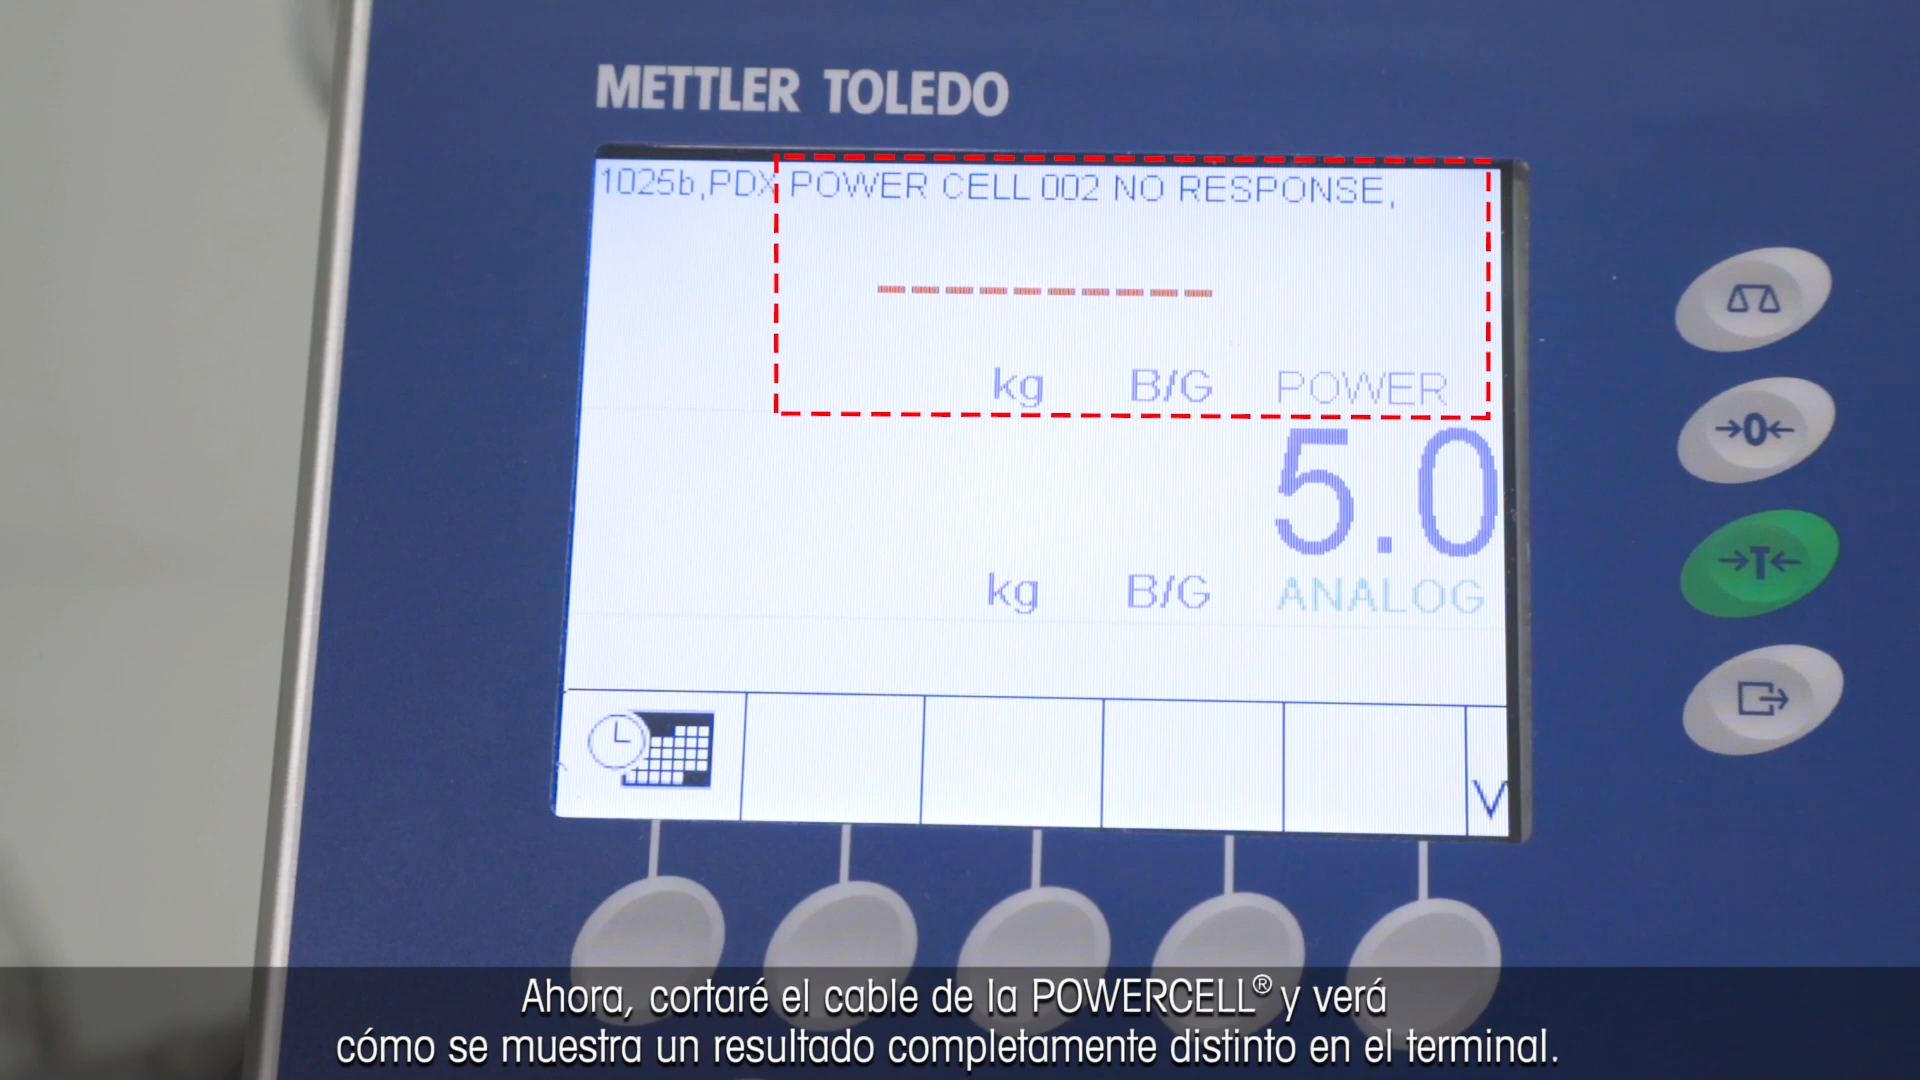 METTLER TOLEDO
1025b,PDX POWER CELL 002 NO RESPONSE,
----------
kg B/G POWER
5.0
kg B/G ANALOG
→0←
→T←
Ahora, cortaré el cable de la POWERCELL® y verá
cómo se muestra un resultado completamente distinto en el terminal.